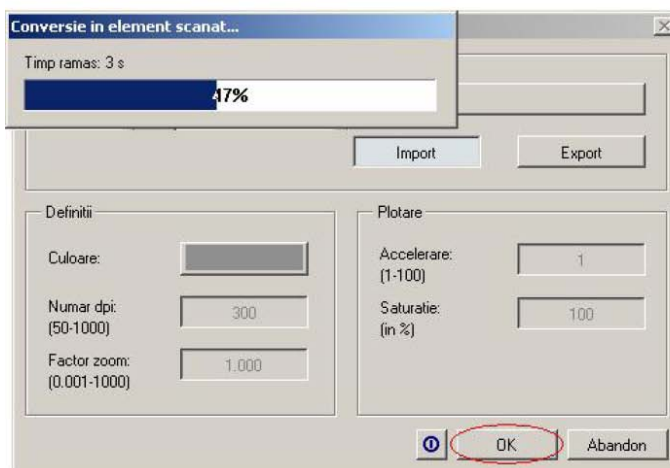 Conversie in element scanat...
Timp ramas: 3 s
47%
Import
Export
Definitii
Culoare:
Numar dpi:
(50-1000)
300
Factor zoom:
(0.001-1000)
1.000
Plotare
Accelerare:
(1-100)
1
Saturatie:
(in %)
100
OK
Abandon